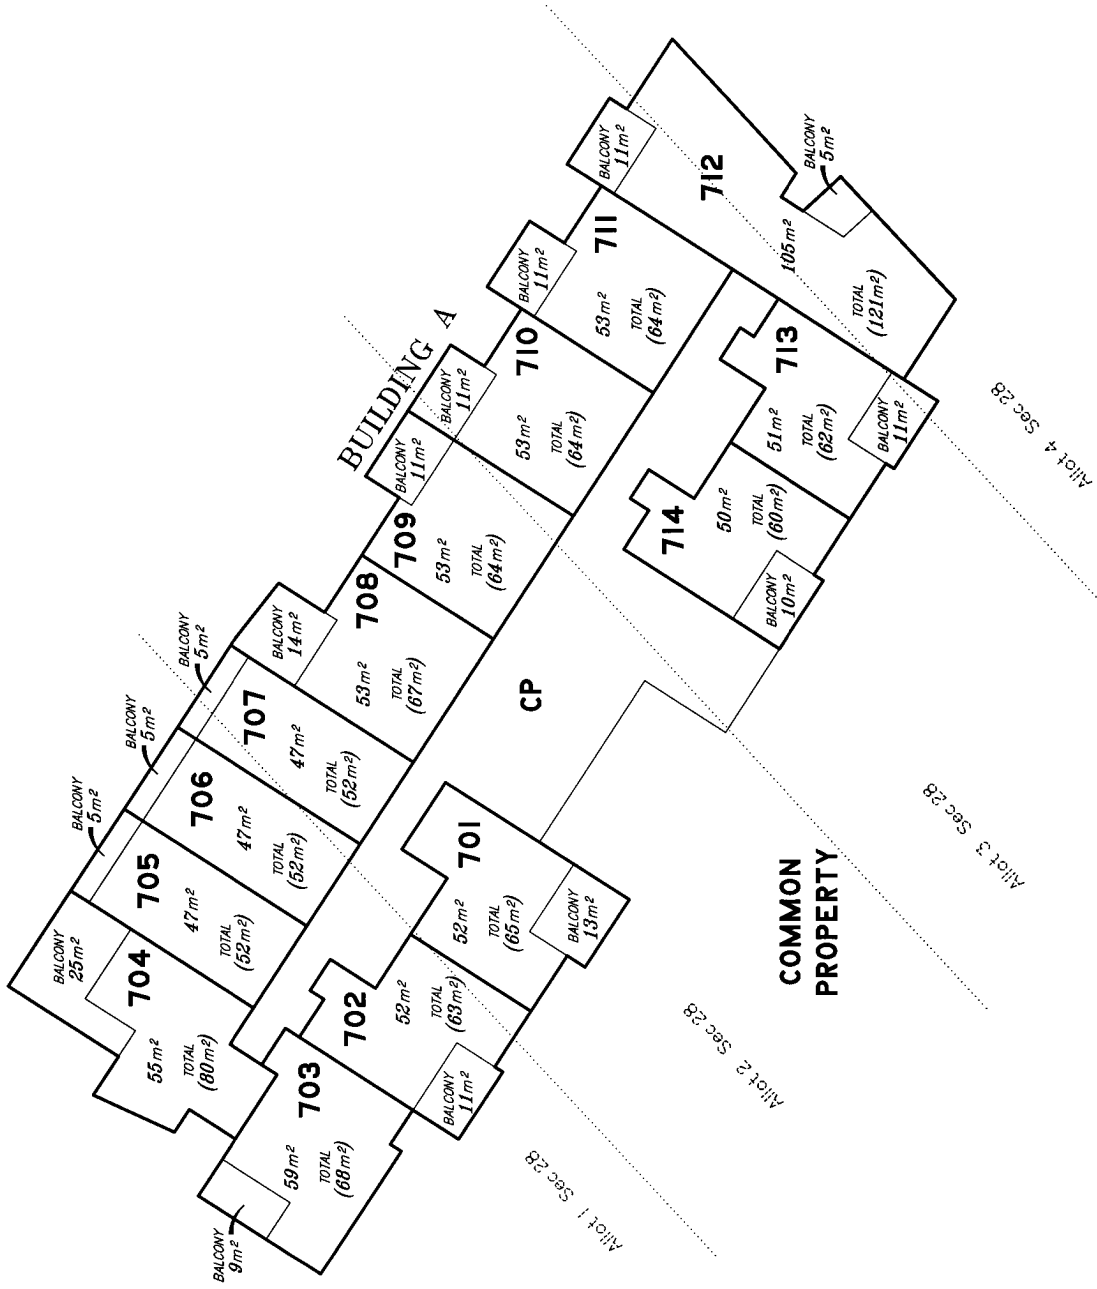 BUILDING A
BALCONY
11m²
712
105m²
TOTAL
(121m²)
BALCONY
5m²
BALCONY
11m²
711
53m²
TOTAL
(64m²)
BALCONY
11m²
710
53m²
TOTAL
(64m²)
BALCONY
11m²
709
53m²
TOTAL
(64m²)
BALCONY
14m²
708
53m²
TOTAL
(67m²)
BALCONY
5m²
707
47m²
TOTAL
(52m²)
BALCONY
5m²
706
47m²
TOTAL
(52m²)
BALCONY
5m²
705
47m²
TOTAL
(52m²)
BALCONY
25m²
704
55m²
TOTAL
(80m²)
703
59m²
TOTAL
(68m²)
BALCONY
9m²
702
52m²
TOTAL
(63m²)
BALCONY
11m²
701
52m²
TOTAL
(65m²)
BALCONY
13m²
CP
713
51m²
TOTAL
(62m²)
BALCONY
11m²
714
50m²
TOTAL
(60m²)
BALCONY
10m²
COMMON
PROPERTY
Allot 1 Sec 28
Allot 2 Sec 28
Allot 3 Sec 28
Allot 4 Sec 28